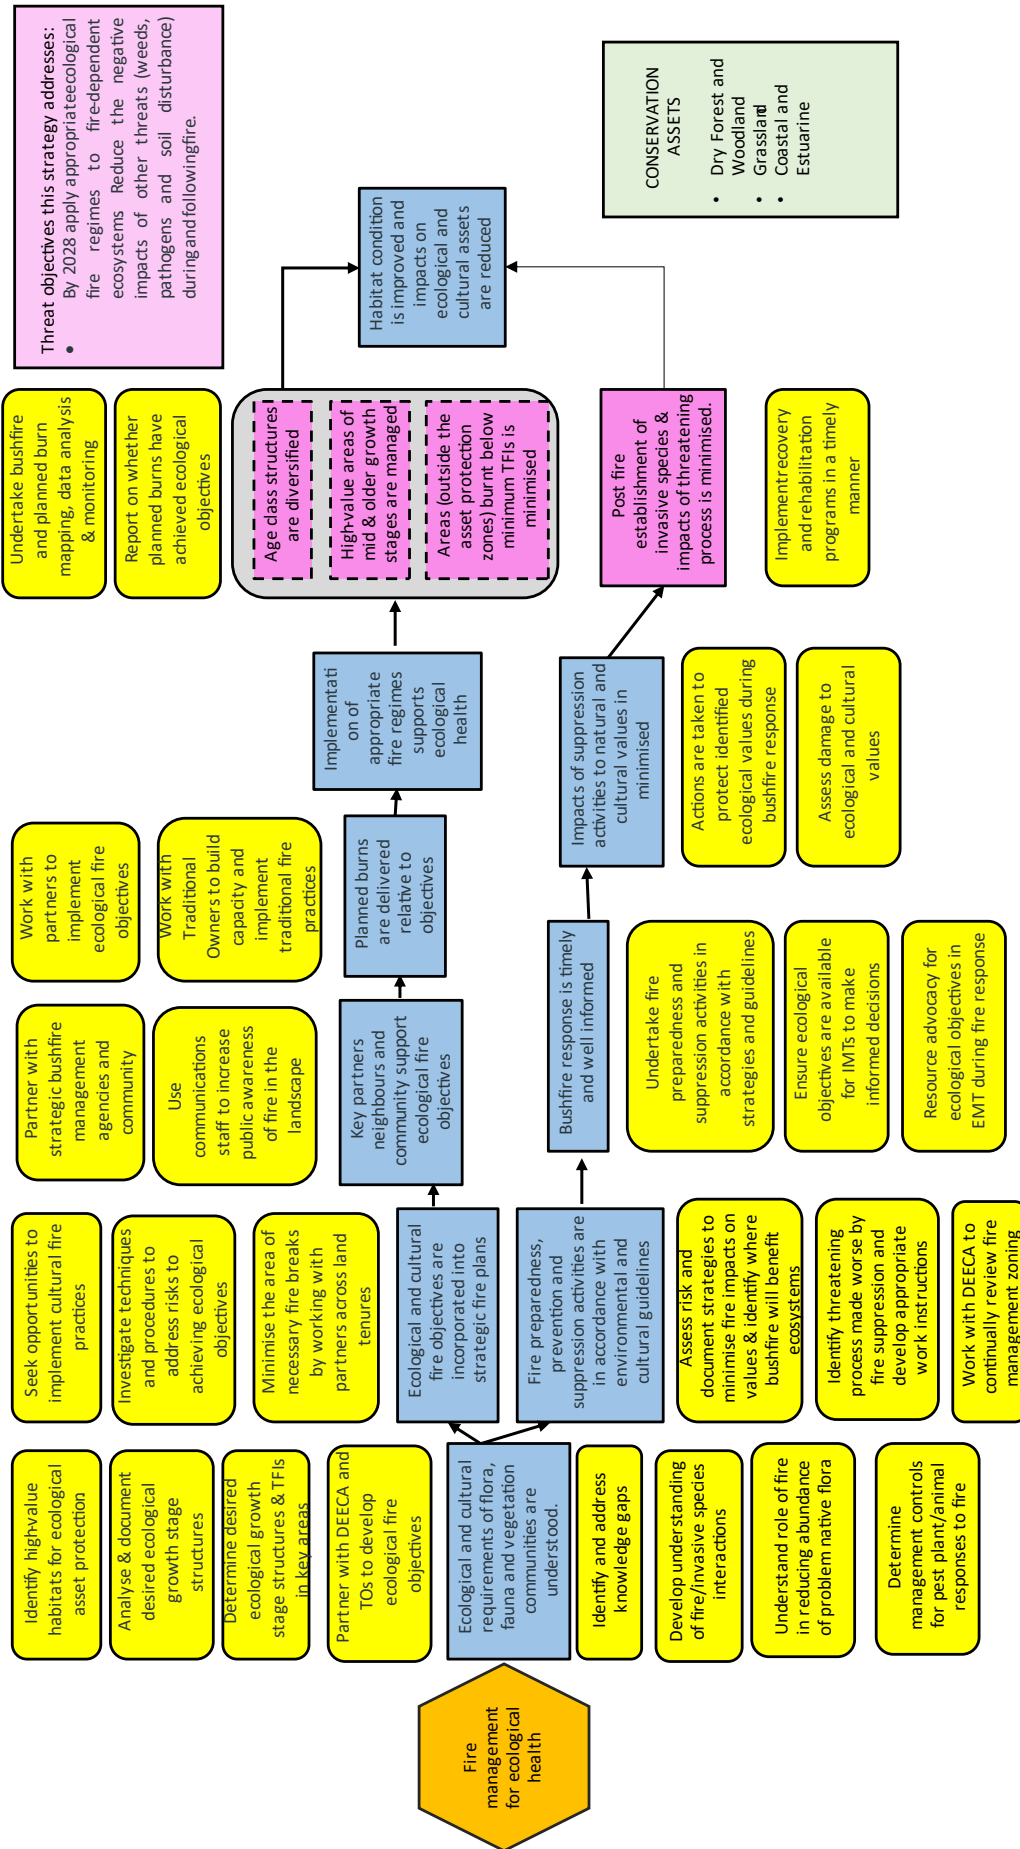 Fire
management
for ecological
health
Identify high-value
habitats for ecological
asset protection
Analyse & document
desired ecological
growth stage
structures
Determine desired
ecological growth
stage structures & TFIs
in key areas
Partner with DEECA and
TOs to develop
ecological fire
objectives
Ecological and cultural
requirements of flora,
fauna and vegetation
communities are
understood.
Identify and address
knowledge gaps
Develop understanding
of fire/invasive species
interactions
Understand role of fire
in reducing abundance
of problem native flora
Determine
management controls
for pest plant/animal
responses to fire
Seek opportunities to
implement cultural fire
practices
Investigate techniques
and procedures to
address risks to
achieving ecological
objectives
Minimise the area of
necessary fire breaks
by working with
partners across land
tenures
Ecological and cultural
fire objectives are
incorporated into
strategic fire plans
Fire preparedness,
prevention and
suppression activities are
in accordance with
environmental and
cultural guidelines
Assess risk and
document strategies to
minimise fire impacts on
values & identify where
bushfire will benefit
ecosystems
Identify threatening
process made worse by
fire suppression and
develop appropriate
work instructions
Work with DEECA to
continually review fire
management zoning
Partner with
strategic bushfire
management
agencies and
community
Use
communications
staff to increase
public awareness
of fire in the
landscape
Key partners
neighbours and
community support
ecological fire
objectives
Bushfire response is timely
and well informed
Undertake fire
preparedness and
suppression activities in
accordance with
strategies and guidelines
Ensure ecological
objectives are available
for IMTs to make
informed decisions
Resource advocacy for
ecological objectives in
EMT during fire response
Work with
partners to
implement
ecological fire
objectives
Work with
Traditional
Owners to build
capacity and
implement
traditional fire
practices
Planned burns
are delivered
relative to
objectives
Implementati
on of
appropriate
fire regimes
supports
ecological
health
Impacts of suppression
activities to natural and
cultural values in
minimised
Actions are taken to
protect identified
ecological values during
bushfire response
Assess damage to
ecological and cultural
values
Undertake bushfire
and planned burn
mapping, data analysis
& monitoring
Report on whether
planned burns have
achieved ecological
objectives
Age class structures
are diversified
High-value areas of
mid & older growth
stages are managed
Areas (outside the
asset protection
zones) burnt below
minimum TFIs is
minimised
Post fire
establishment of
invasive species &
impacts of threatening
process is minimised.
Implementrecovery
and rehabilitation
programs in a timely
manner
Habitat condition
is improved and
impacts on
ecological and
cultural assets
are reduced
Threat objectives this strategy addresses:
• By 2028 apply appropriateecological
fire regimes to fire-dependent
ecosystems Reduce the negative
impacts of other threats (weeds,
pathogens and soil disturbance)
duringandfollowingfire.
CONSERVATION
ASSETS
• Dry Forest and
Woodland
• Grassland
• Coastal and
Estuarine